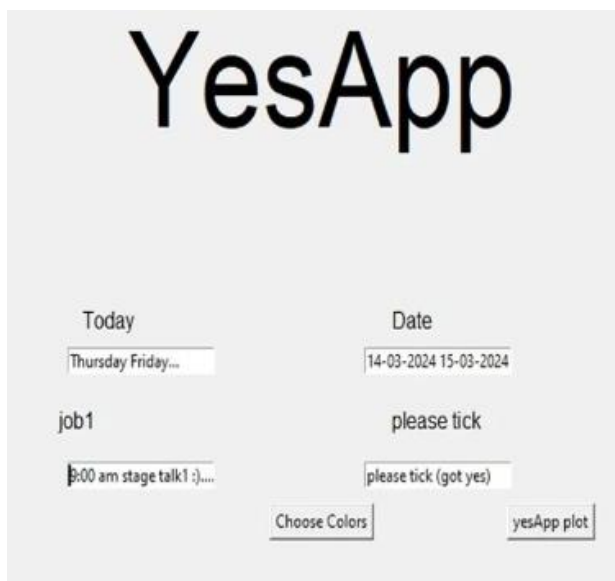 YesApp
Today Date
Thursday Friday... 14-03-2024 15-03-2024
job1 please tick
9:00 am stage talk1 :).... please tick (got yes)
Choose Colors yesApp plot